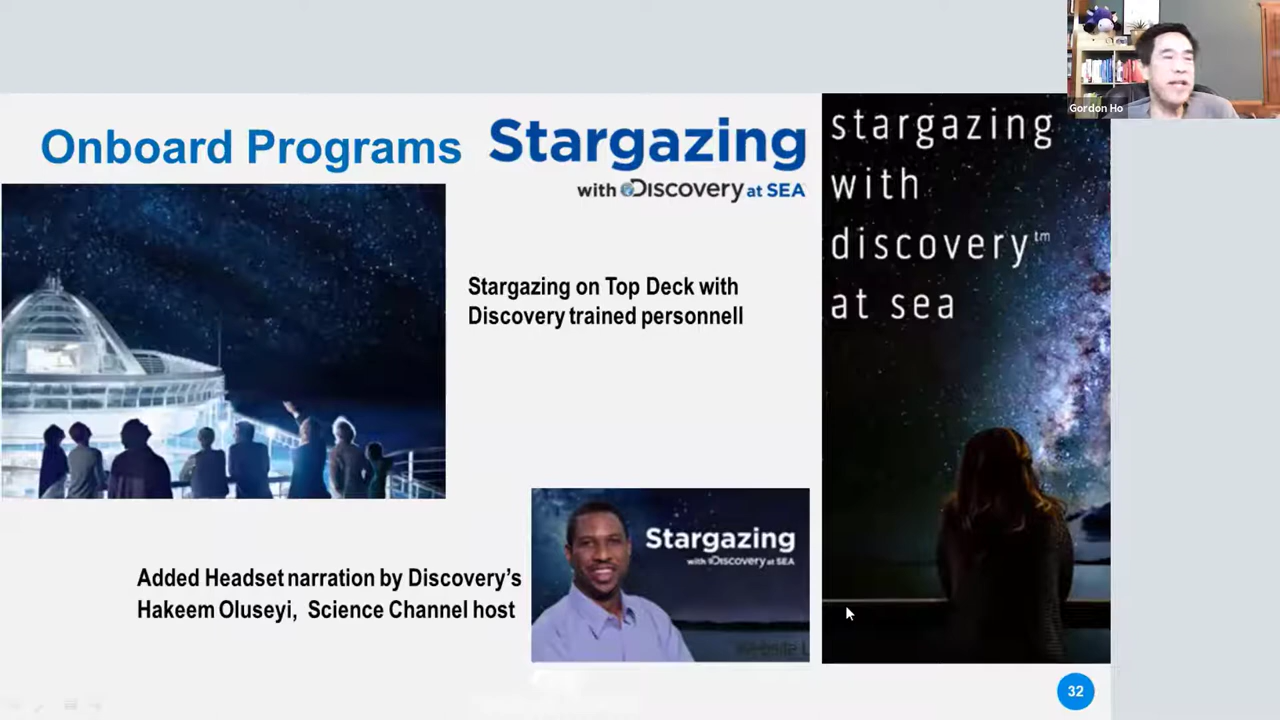 Gordon Ho
Onboard Programs
Stargazing
with Discovery at SEA
Stargazing on Top Deck with
Discovery trained personnell
stargazing
with
discovery™
at sea
Added Headset narration by Discovery’s
Hakeem Oluseyi, Science Channel host
Stargazing
with Discovery at SEA
Website
32